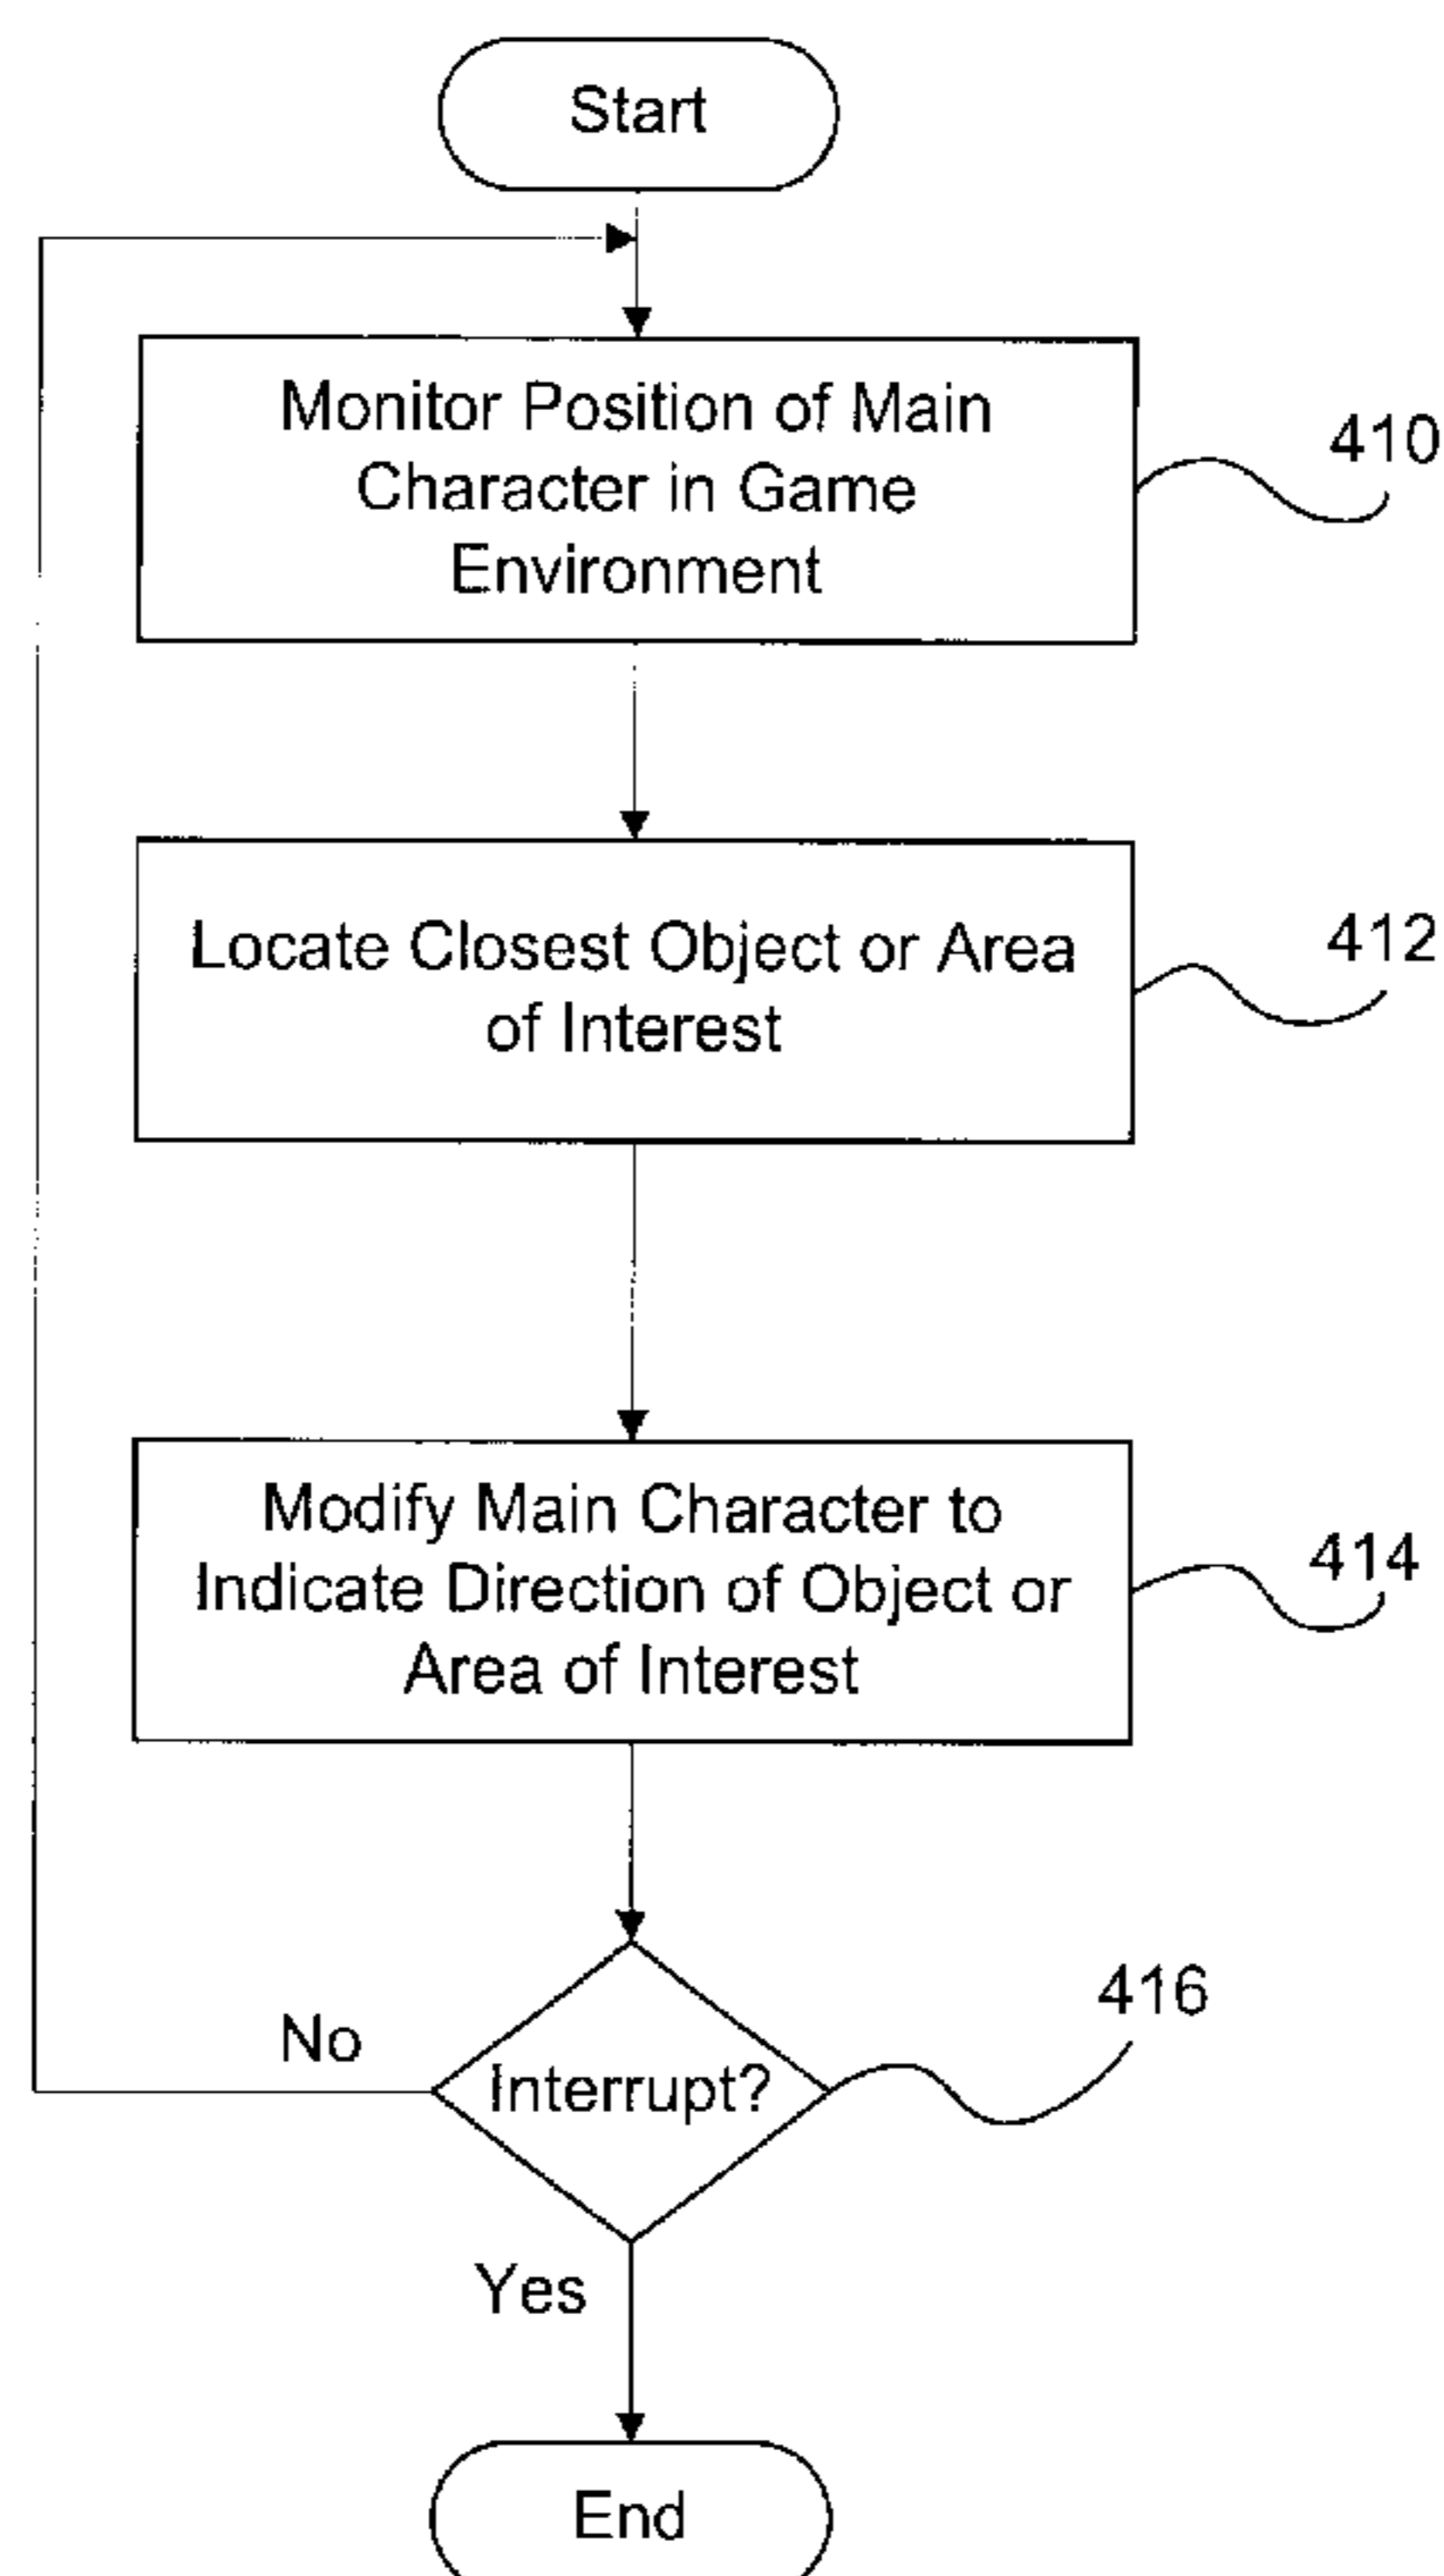 Start
Monitor Position of Main
Character in Game
Environment
410
Locate Closest Object or Area
of Interest
412
Modify Main Character to
Indicate Direction of Object or
Area of Interest
414
416
No
Interrupt?
Yes
End